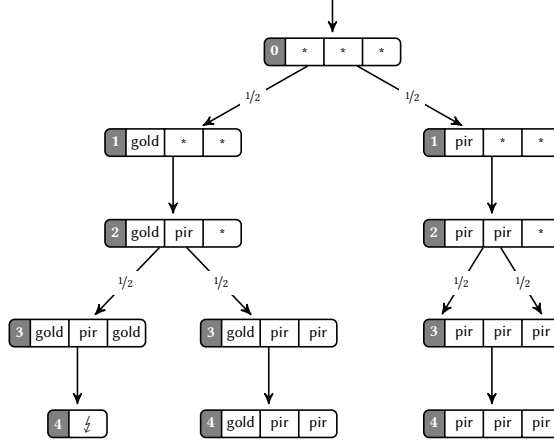 0 * * *
1/2 1/2
1 gold * * 1 pir * *
2 gold pir * 2 pir pir *
1/2 1/2 1/2 1/2
3 gold pir gold 3 gold pir pir 3 pir pir pir
4 ↯ 4 gold pir pir 4 pir pir pir